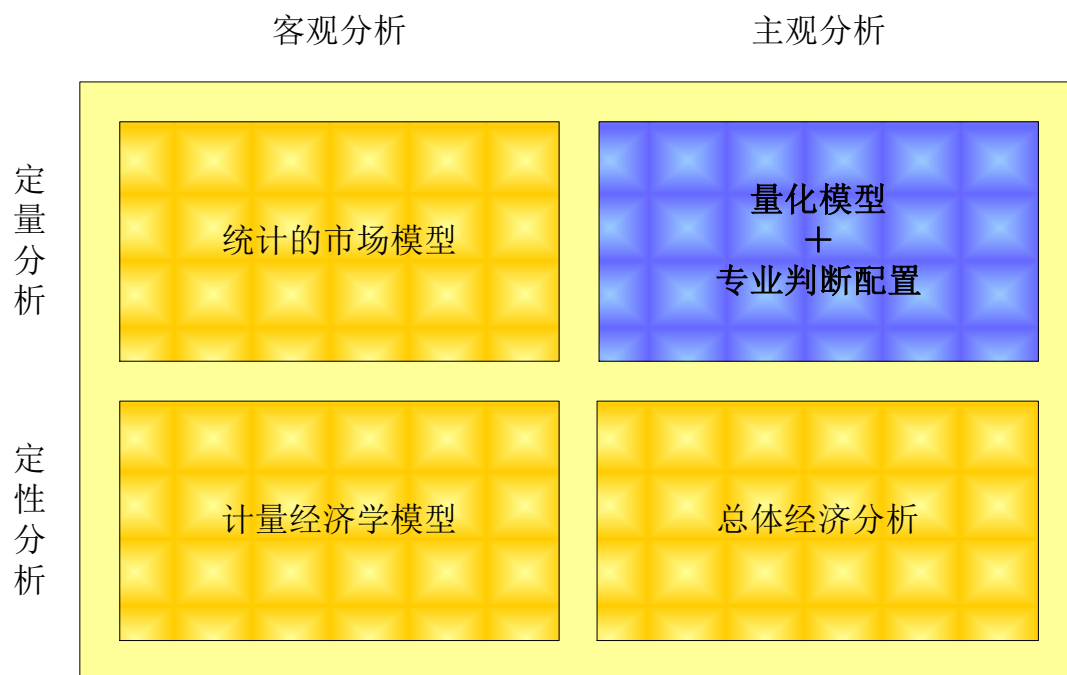 客观分析
主观分析
定量分析
统计的市场模型
量化模型
＋
专业判断配置
定性分析
计量经济学模型
总体经济分析